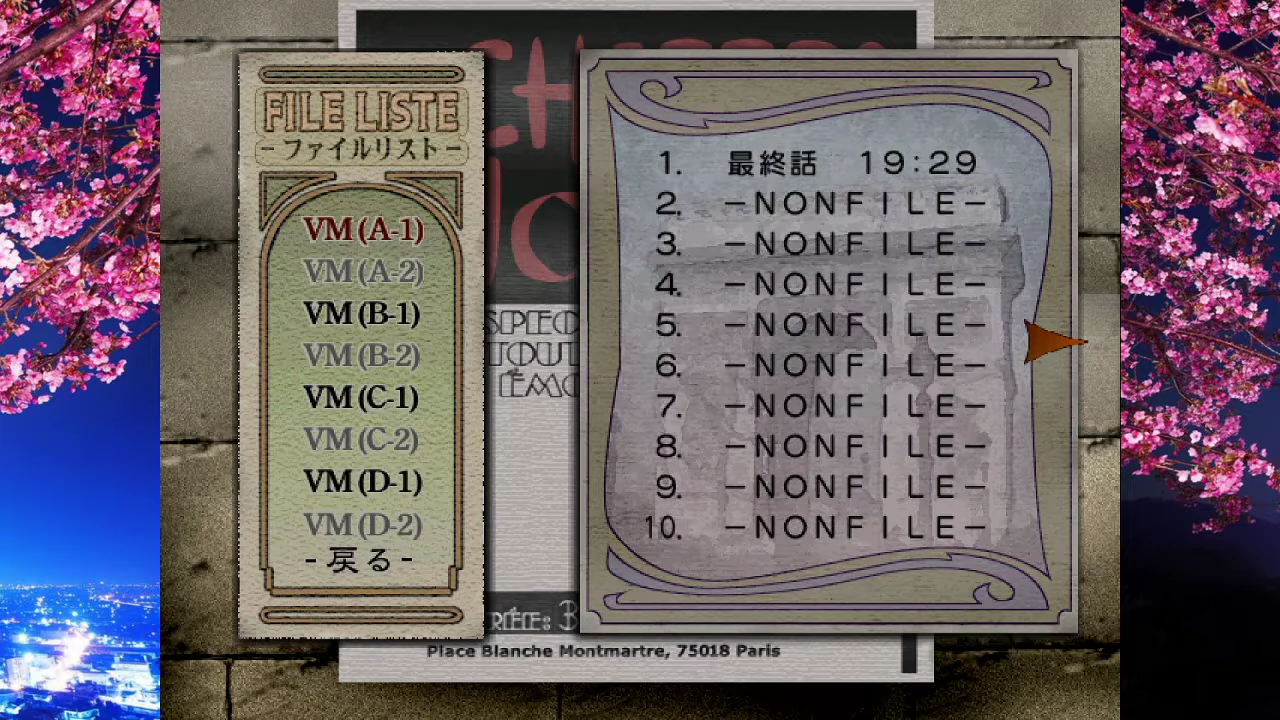 FILE LISTE
-ファイルリスト-
VM(A-1)
VM(A-2)
VM(B-1)
VM(B-2)
VM(C-1)
VM(C-2)
VM(D-1)
VM(D-2)
-戻る-
1. 最終話 19:29
2. -NONFILE-
3. -NONFILE-
4. -NONFILE-
5. -NONFILE-
6. -NONFILE-
7. -NONFILE-
8. -NONFILE-
9. -NONFILE-
10. -NONFILE-
Place Blanche Montmartre, 75018 Paris